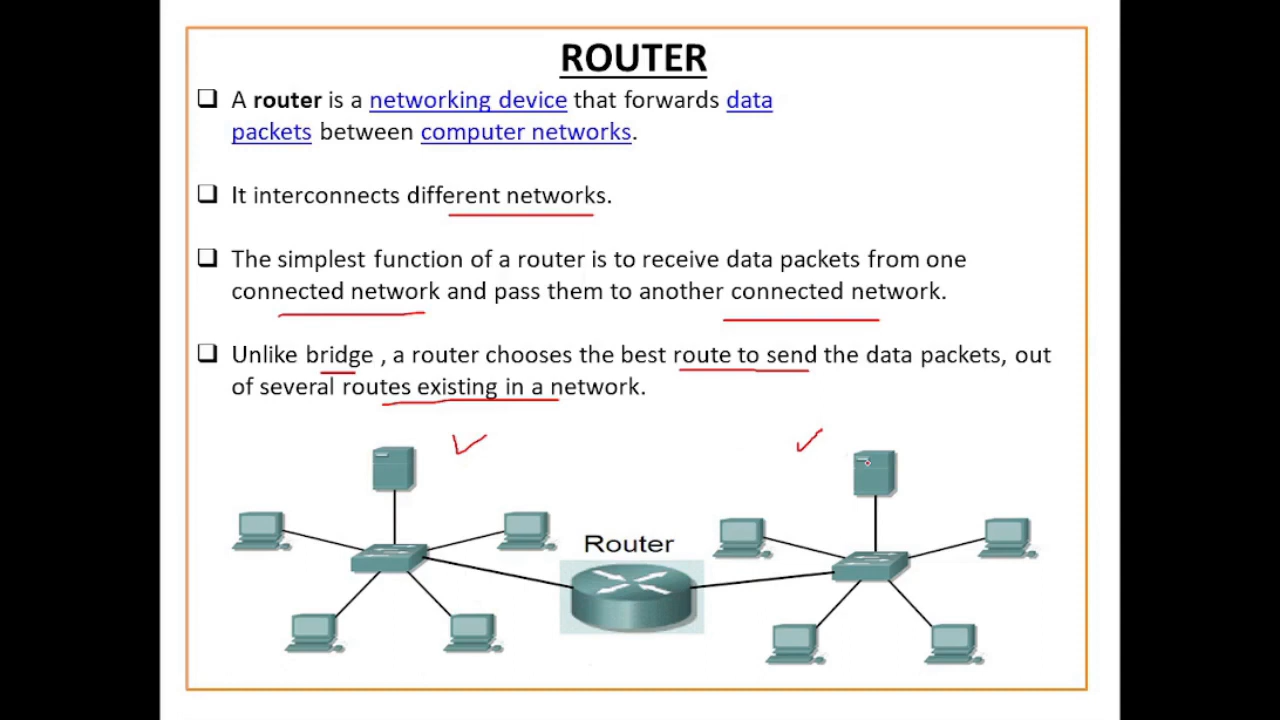 ROUTER
❑ A router is a networking device that forwards data
packets between computer networks.
❑ It interconnects different networks.
❑ The simplest function of a router is to receive data packets from one
connected network and pass them to another connected network.
❑ Unlike bridge , a router chooses the best route to send the data packets, out
of several routes existing in a network.
Router